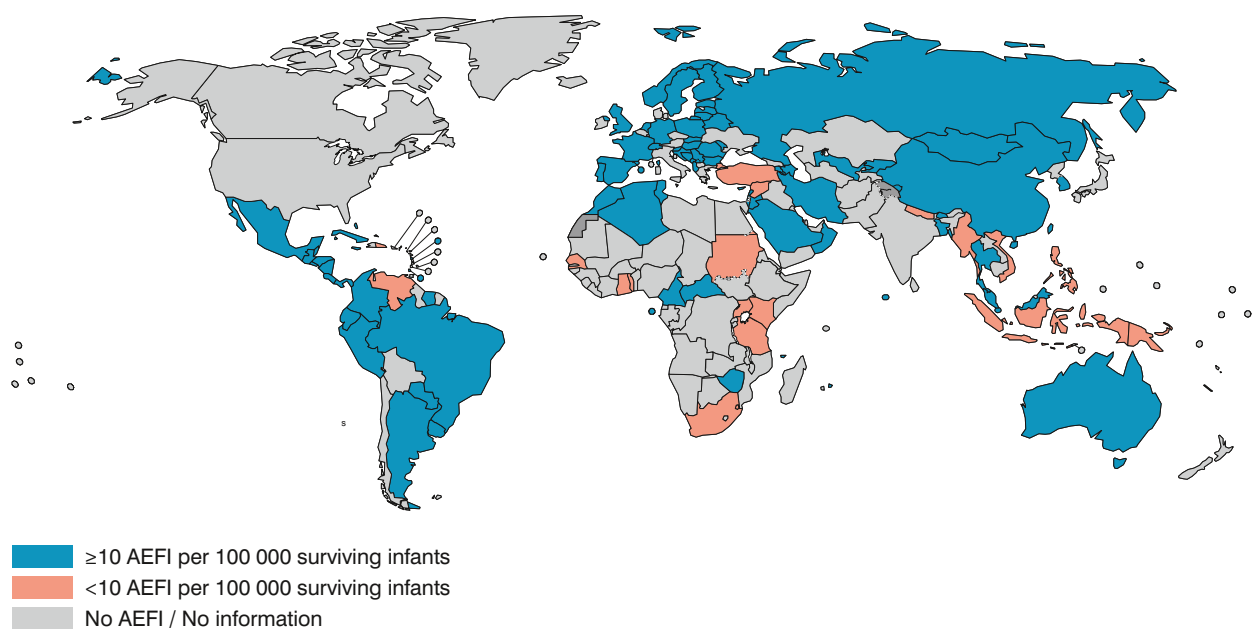 s
≥10 AEFI per 100 000 surviving infants
<10 AEFI per 100 000 surviving infants
No AEFI / No information